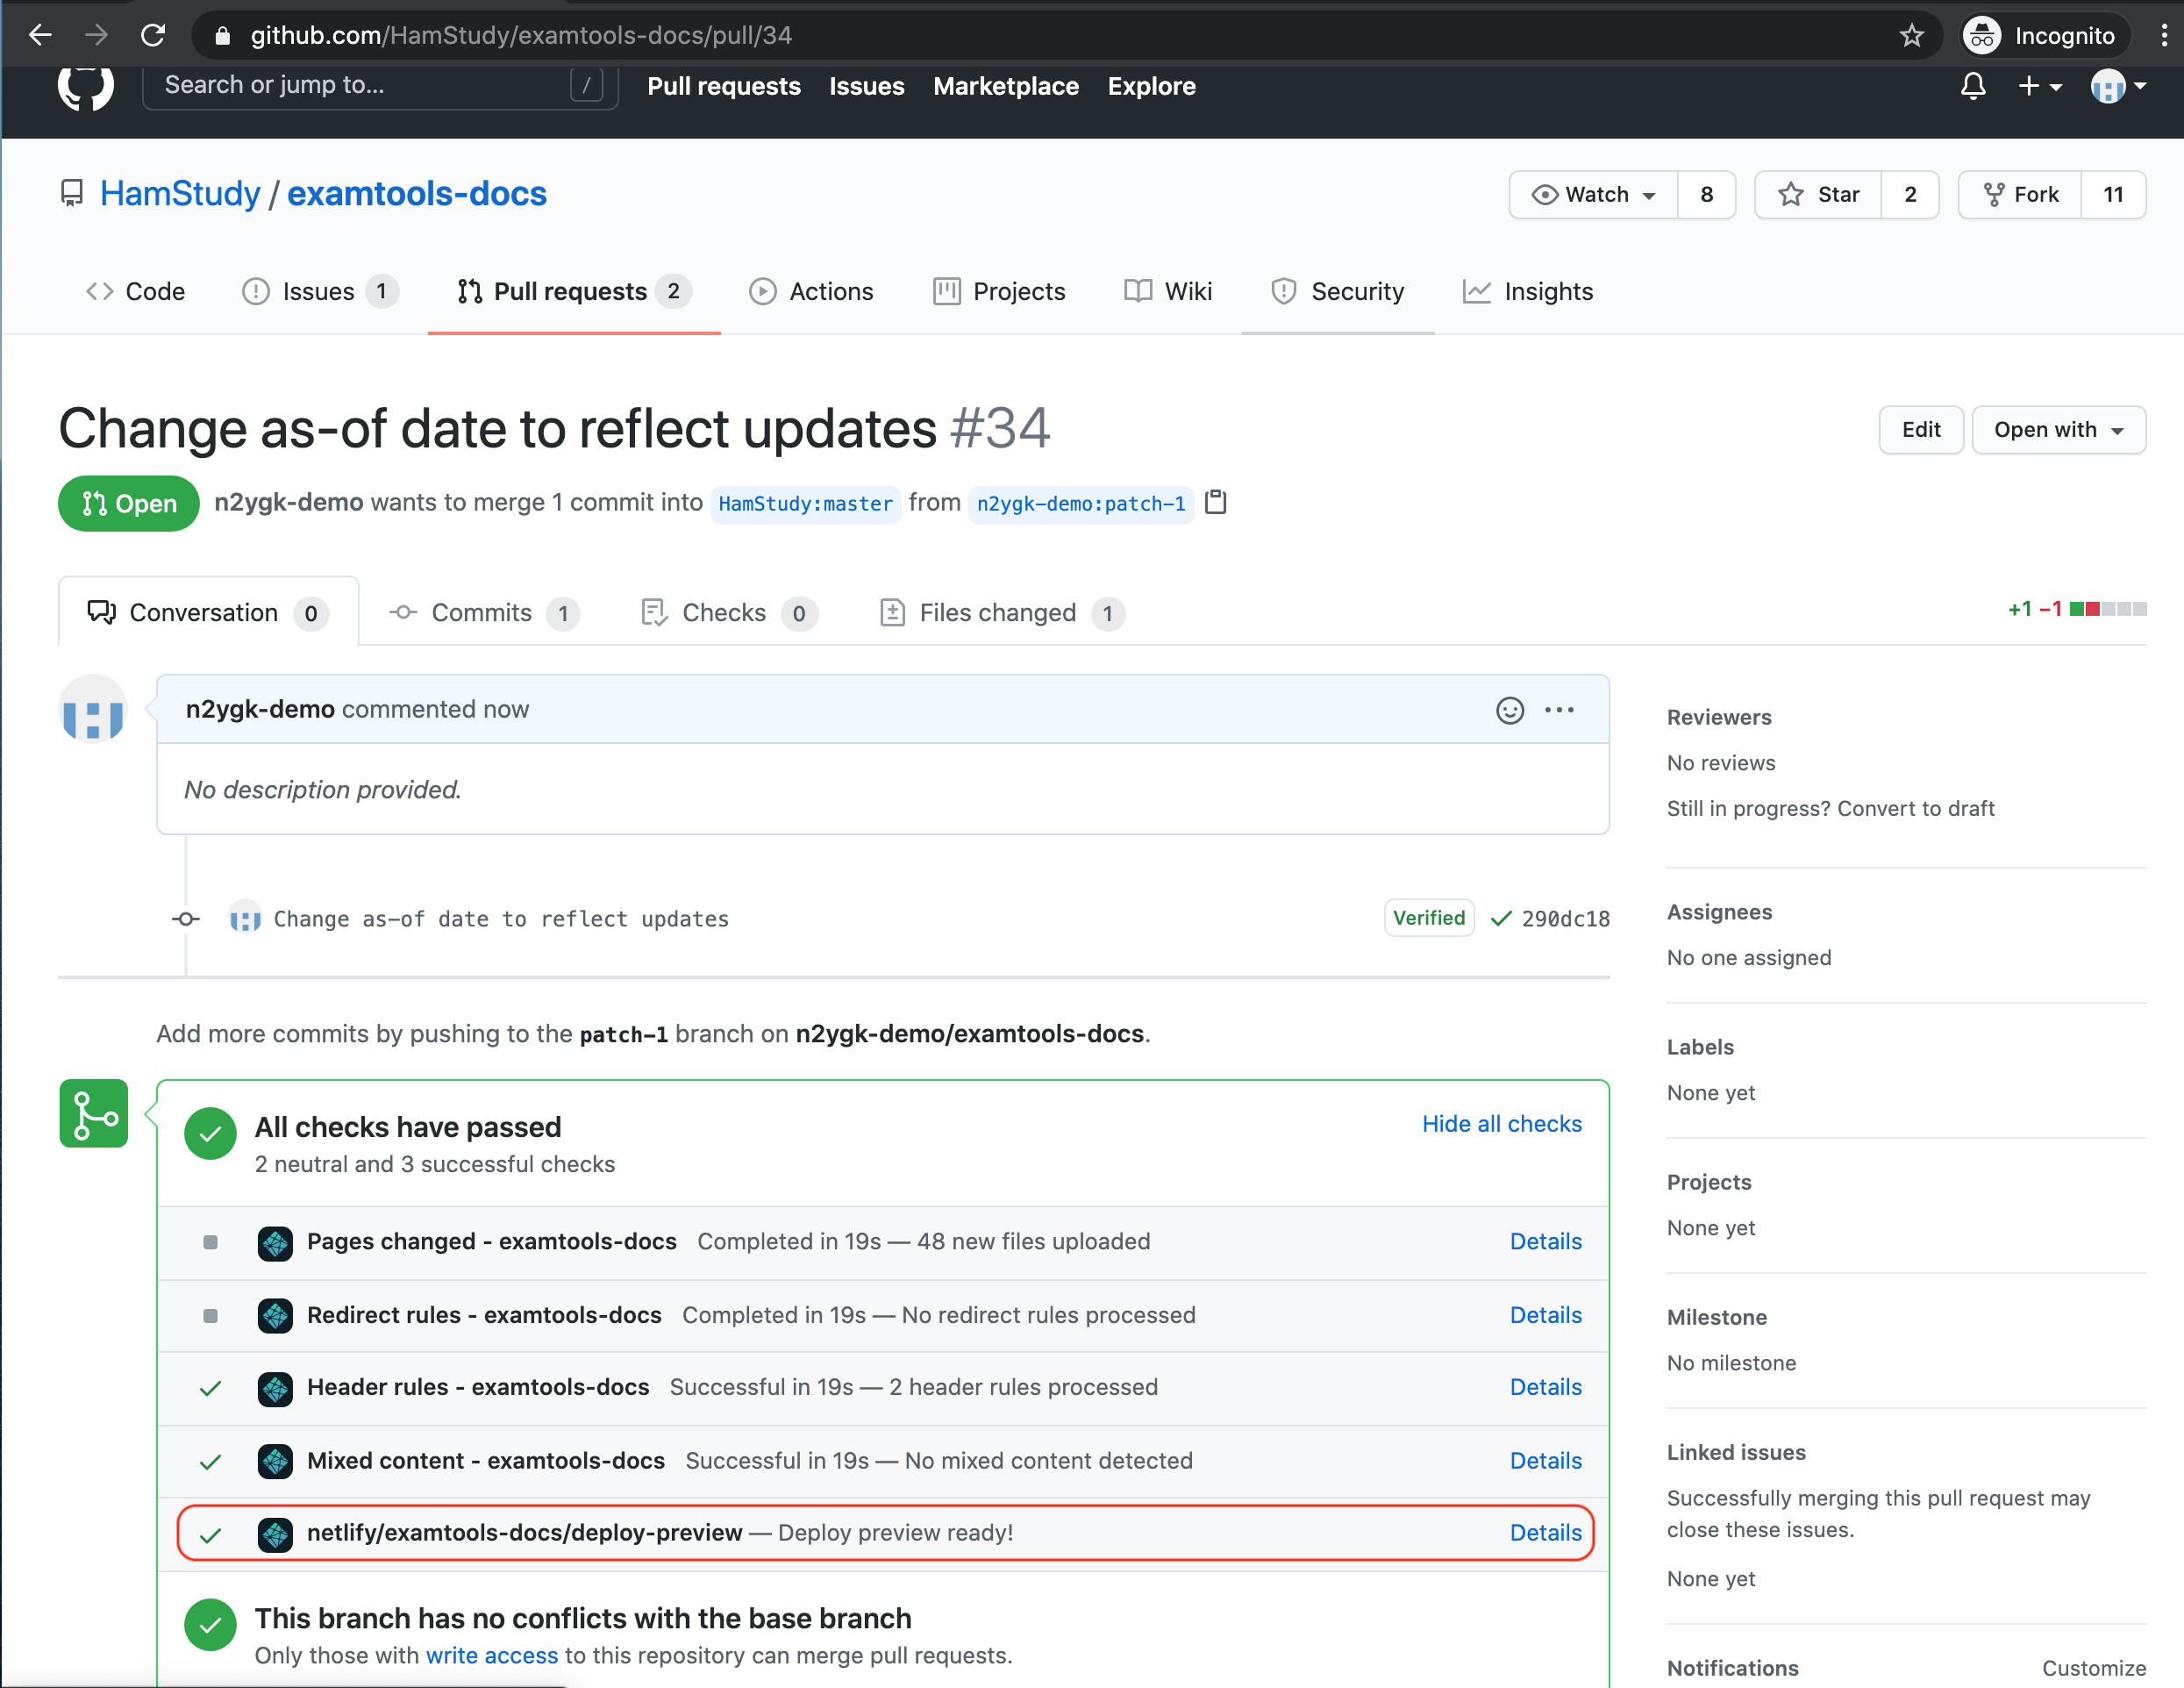 github.com/HamStudy/examtools-docs/pull/34 Incognito
Search or jump to... / Pull requests Issues Marketplace Explore
HamStudy / examtools-docs Watch 8 Star 2 Fork 11
Code Issues 1 Pull requests 2 Actions Projects Wiki Security Insights
Change as-of date to reflect updates #34 Edit Open with
Open n2ygk-demo wants to merge 1 commit into HamStudy:master from n2ygk-demo:patch-1
Conversation 0 Commits 1 Checks 0 Files changed 1 +1 −1
n2ygk-demo commented now
No description provided.
Change as-of date to reflect updates Verified 290dc18
Add more commits by pushing to the patch-1 branch on n2ygk-demo/examtools-docs.
All checks have passed Hide all checks
2 neutral and 3 successful checks
Pages changed - examtools-docs Completed in 19s — 48 new files uploaded Details
Redirect rules - examtools-docs Completed in 19s — No redirect rules processed Details
Header rules - examtools-docs Successful in 19s — 2 header rules processed Details
Mixed content - examtools-docs Successful in 19s — No mixed content detected Details
netlify/examtools-docs/deploy-preview — Deploy preview ready! Details
This branch has no conflicts with the base branch
Only those with write access to this repository can merge pull requests.
Reviewers
No reviews
Still in progress? Convert to draft
Assignees
No one assigned
Labels
None yet
Projects
None yet
Milestone
No milestone
Linked issues
Successfully merging this pull request may
close these issues.
None yet
Notifications Customize